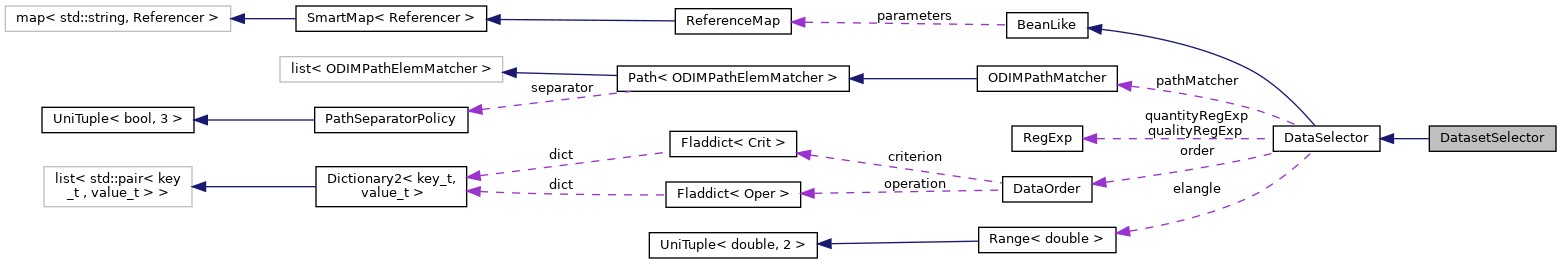 map< std::string, Referencer >
SmartMap< Referencer >
ReferenceMap
parameters
BeanLike
list< ODIMPathElemMatcher >
Path< ODIMPathElemMatcher >
ODIMPathMatcher
pathMatcher
separator
UniTuple< bool, 3 >
PathSeparatorPolicy
quantityRegExp
qualityRegExp
RegExp
DataSelector
DatasetSelector
Fladdict< Crit >
dict
criterion
order
list< std::pair< key
_t , value_t > >
Dictionary2< key_t,
value_t >
dict
Fladdict< Oper >
operation
DataOrder
elangle
UniTuple< double, 2 >
Range< double >